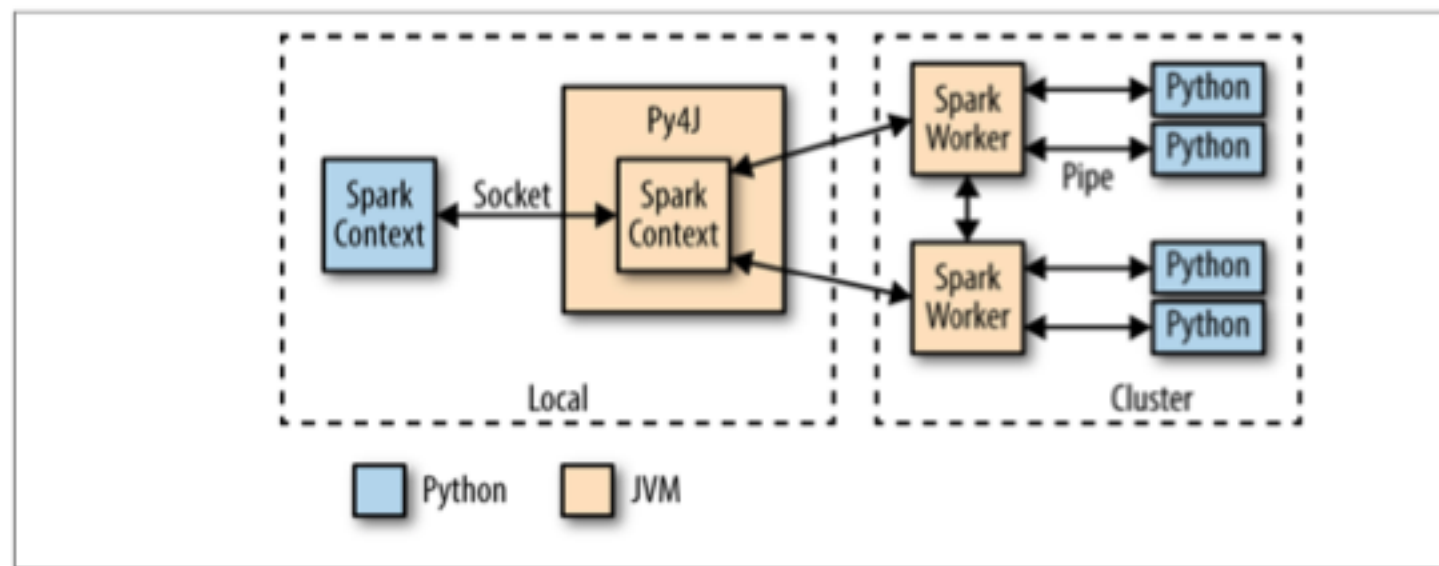 Py4J
Spark
Context
Socket
Spark
Context
Local
Spark
Worker
Python
Python
Pipe
Spark
Worker
Python
Python
Cluster
Python
JVM